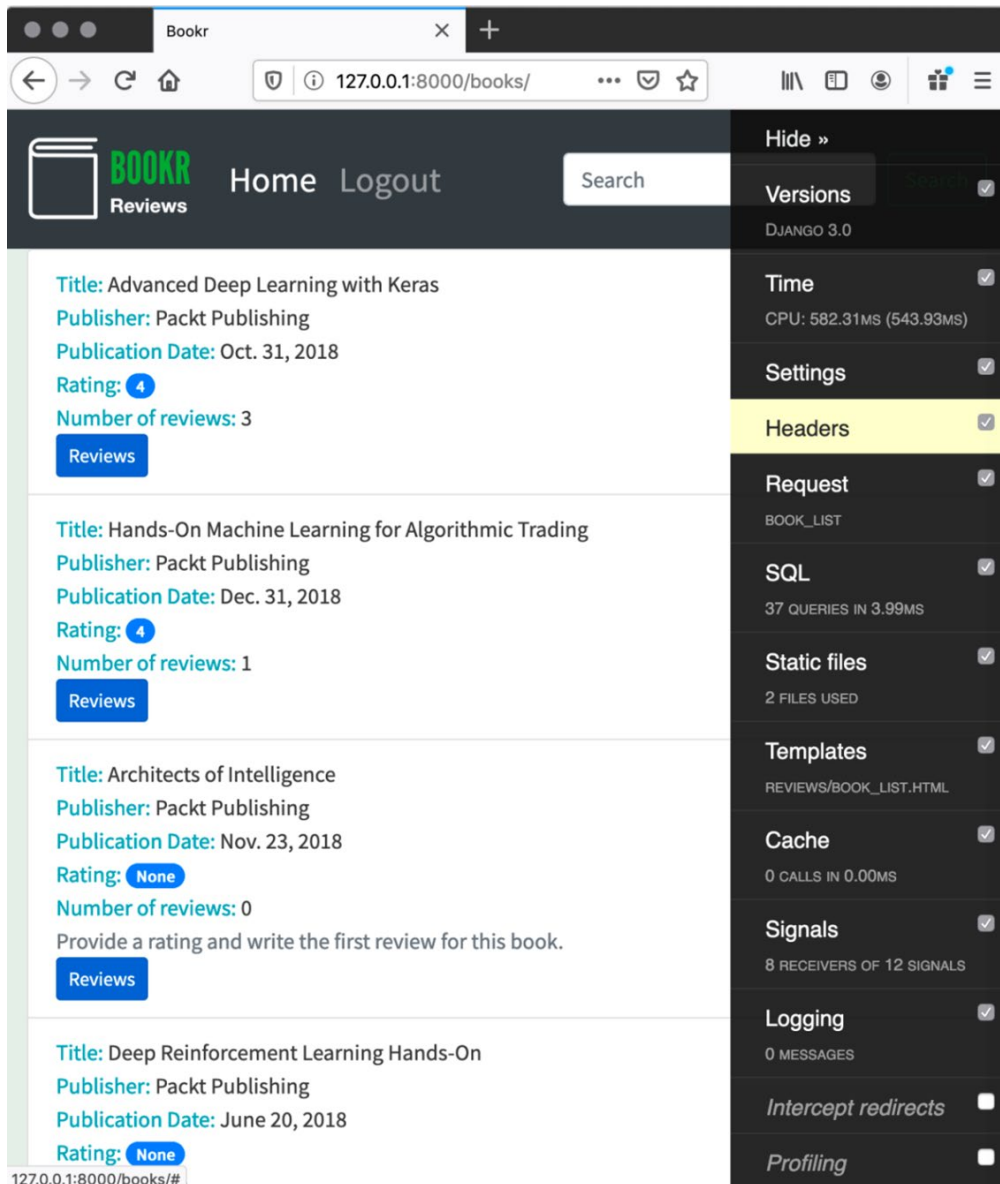 Bookr
127.0.0.1:8000/books/
BOOKR
Reviews
Home Logout
Search
Search
Title: Advanced Deep Learning with Keras
Publisher: Packt Publishing
Publication Date: Oct. 31, 2018
Rating: 4
Number of reviews: 3
Reviews
Title: Hands-On Machine Learning for Algorithmic Trading
Publisher: Packt Publishing
Publication Date: Dec. 31, 2018
Rating: 4
Number of reviews: 1
Reviews
Title: Architects of Intelligence
Publisher: Packt Publishing
Publication Date: Nov. 23, 2018
Rating: None
Number of reviews: 0
Provide a rating and write the first review for this book.
Reviews
Title: Deep Reinforcement Learning Hands-On
Publisher: Packt Publishing
Publication Date: June 20, 2018
Rating: None
127.0.0.1:8000/books/#
Hide »
Versions
DJANGO 3.0
Time
CPU: 582.31MS (543.93MS)
Settings
Headers
Request
BOOK_LIST
SQL
37 QUERIES IN 3.99MS
Static files
2 FILES USED
Templates
REVIEWS/BOOK_LIST.HTML
Cache
0 CALLS IN 0.00MS
Signals
8 RECEIVERS OF 12 SIGNALS
Logging
0 MESSAGES
Intercept redirects
Profiling